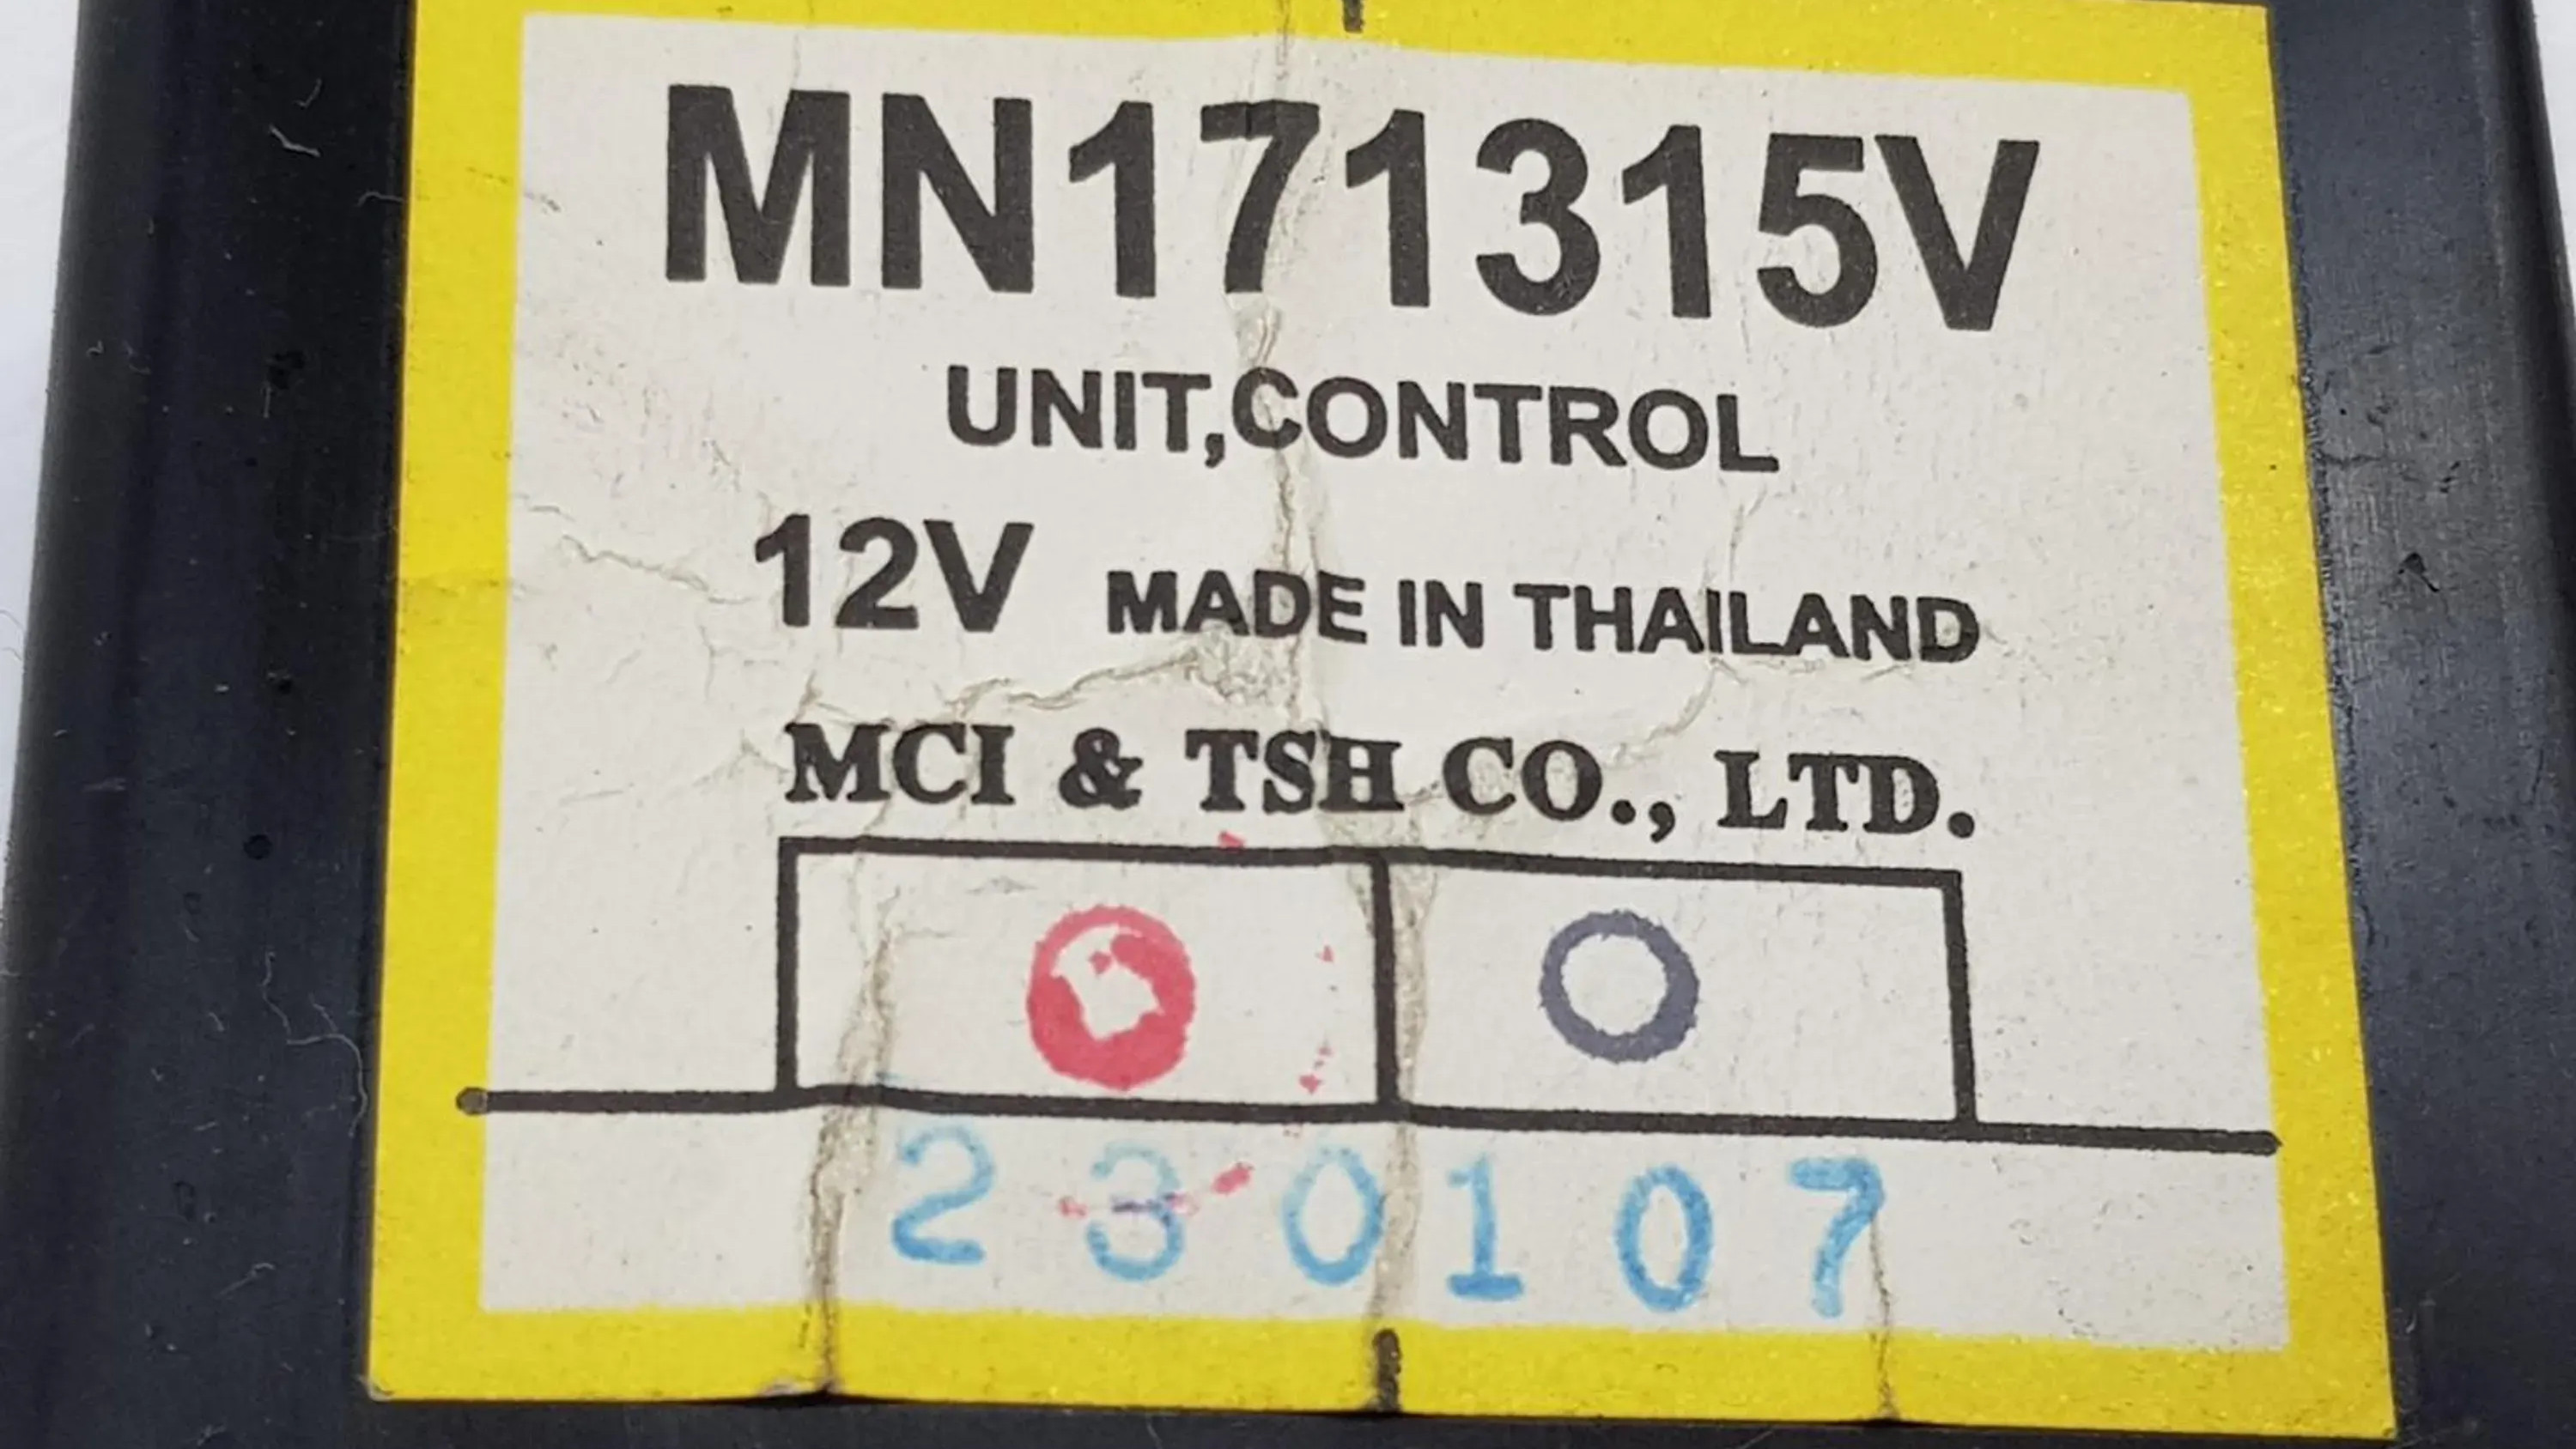 MN171315V
UNIT,CONTROL
12V MADE IN THAILAND
MCI & TSH CO., LTD.
230107